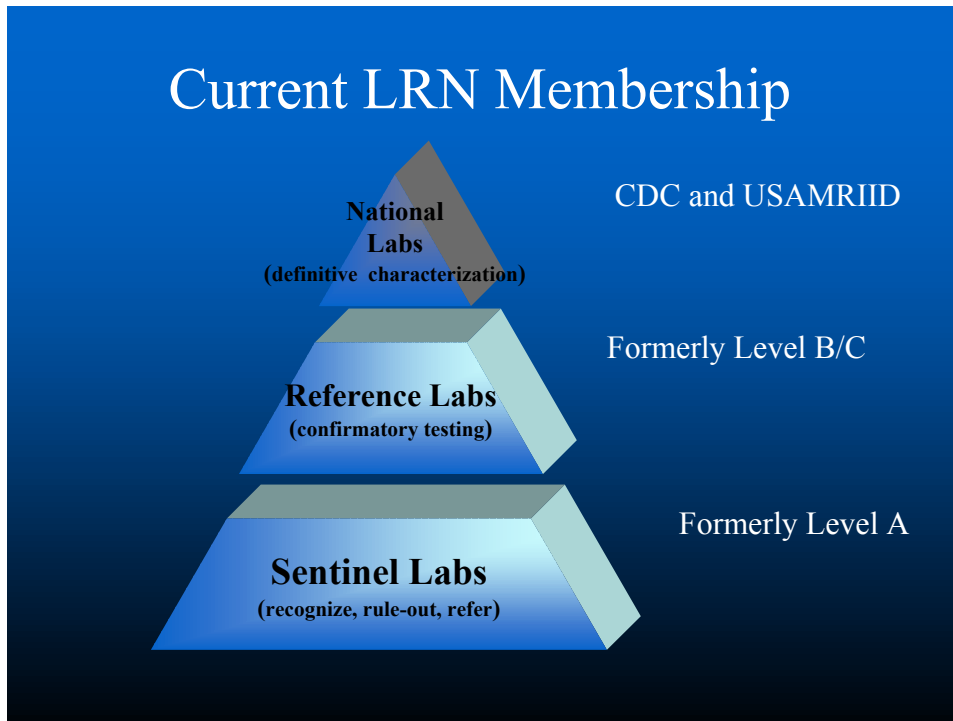 Current LRN Membership
National
Labs
(definitive characterization)
CDC and USAMRIID
Reference Labs
(confirmatory testing)
Formerly Level B/C
Sentinel Labs
(recognize, rule-out, refer)
Formerly Level A